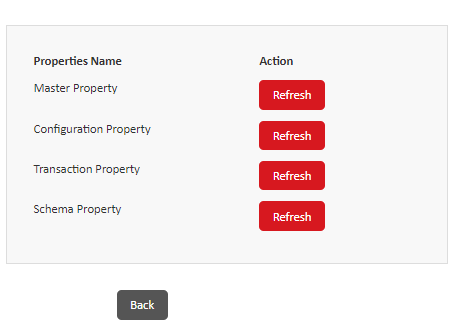 Properties Name Action
Master Property Refresh
Configuration Property Refresh
Transaction Property Refresh
Schema Property Refresh
Back